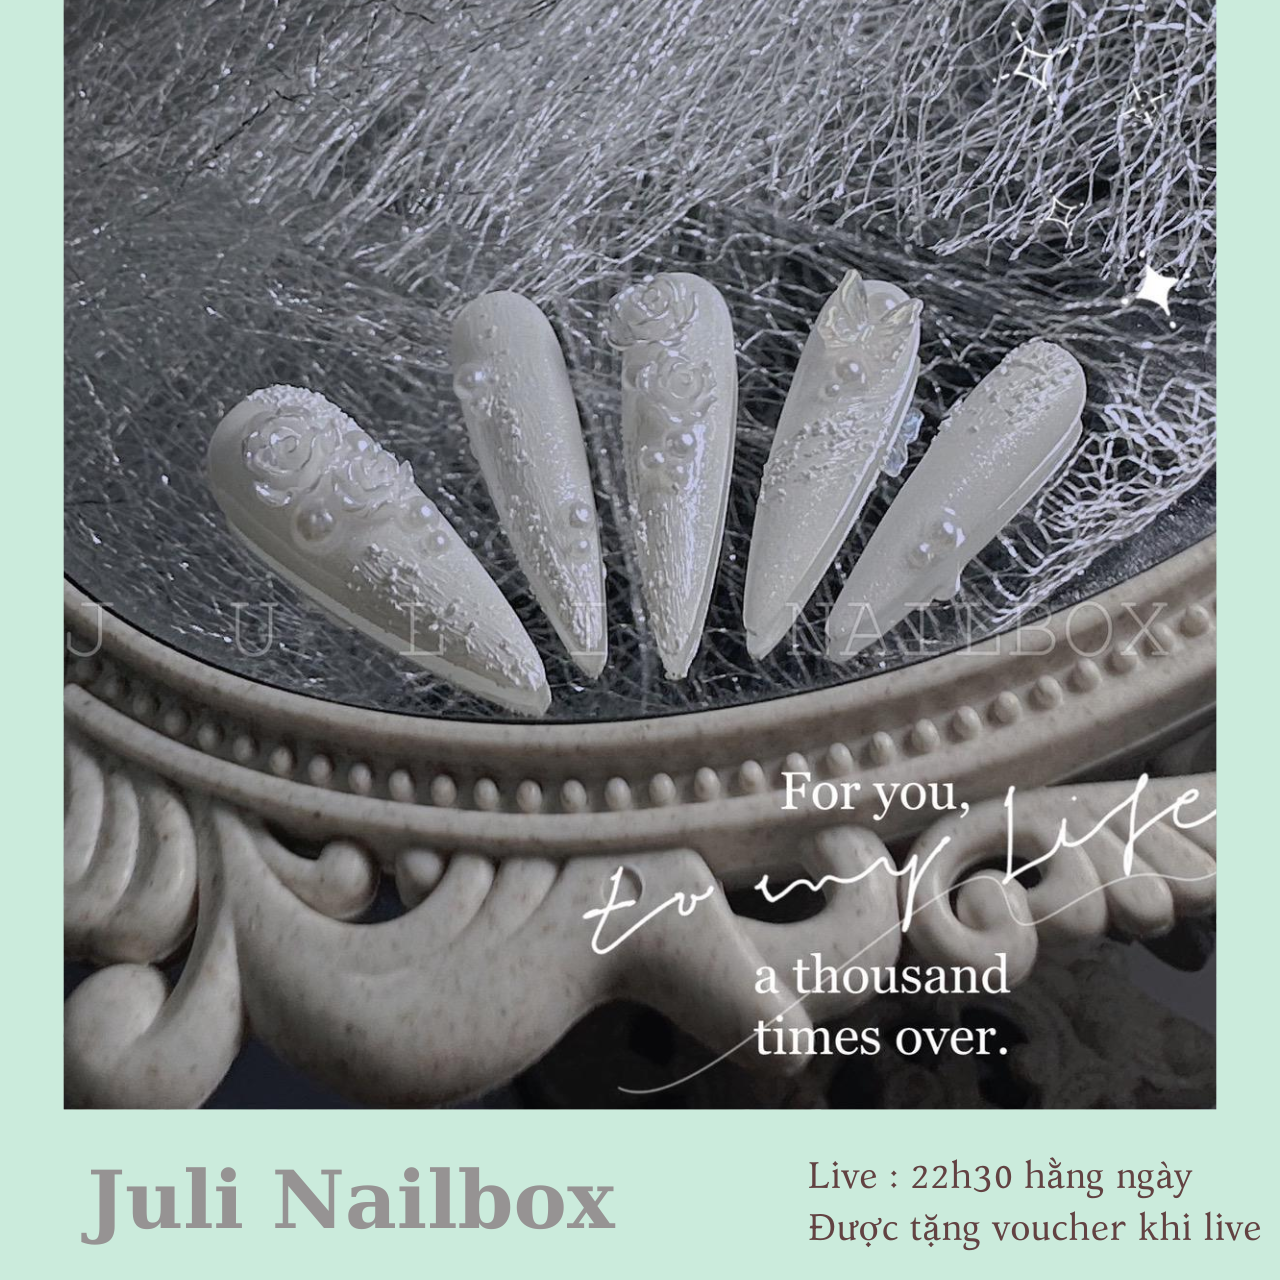 J U L I NAILBOX
For you,
to my Life
a thousand
times over.
Juli Nailbox
Live : 22h30 hằng ngày
Được tặng voucher khi live